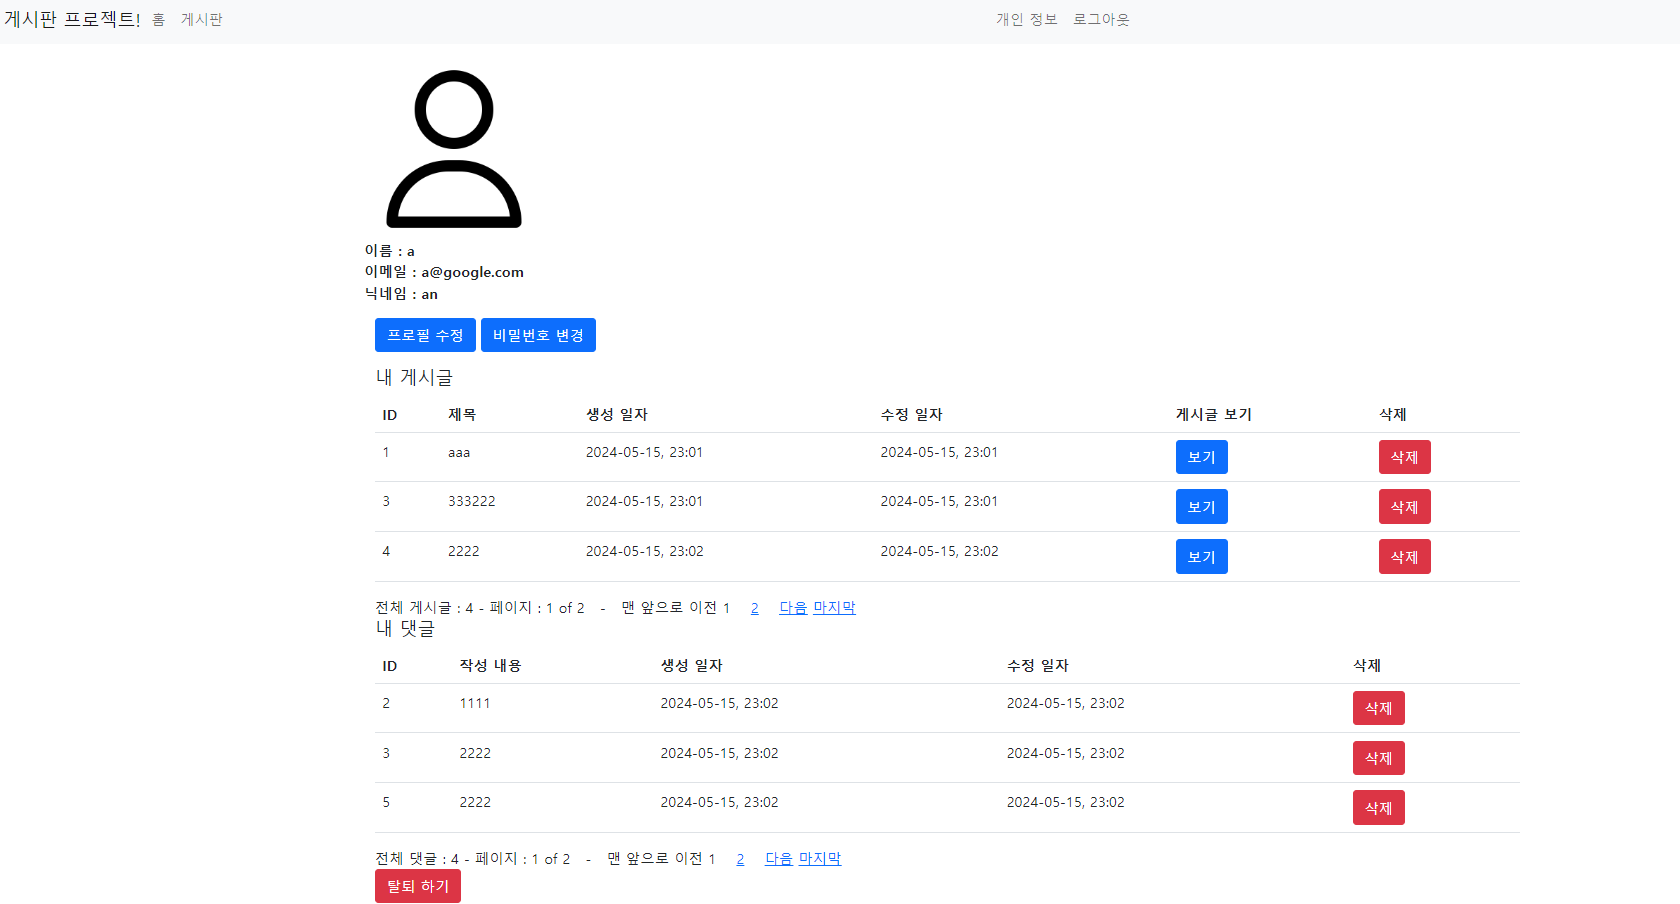 게시판 프로젝트! 홈 게시판 개인 정보 로그아웃
이름 : a
이메일 : a@google.com
닉네임 : an
프로필 수정 비밀번호 변경
내 게시글
ID 제목 생성 일자 수정 일자 게시글 보기 삭제
1 aaa 2024-05-15, 23:01 2024-05-15, 23:01 보기 삭제
3 333222 2024-05-15, 23:01 2024-05-15, 23:01 보기 삭제
4 2222 2024-05-15, 23:02 2024-05-15, 23:02 보기 삭제
전체 게시글 : 4 - 페이지 : 1 of 2 - 맨 앞으로 이전 1 2 다음 마지막
내 댓글
ID 작성 내용 생성 일자 수정 일자 삭제
2 1111 2024-05-15, 23:02 2024-05-15, 23:02 삭제
3 2222 2024-05-15, 23:02 2024-05-15, 23:02 삭제
5 2222 2024-05-15, 23:02 2024-05-15, 23:02 삭제
전체 댓글 : 4 - 페이지 : 1 of 2 - 맨 앞으로 이전 1 2 다음 마지막
탈퇴 하기